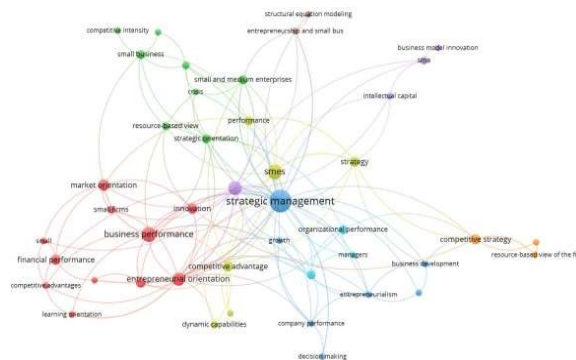 structural equation modeling
competitive intensity
entrepreneurship and small bus
small business
business model innovation
sme
small and medium enterprises
crisis
intellectual capital
performance
resource-based view
strategic orientation
strategy
smes
market orientation
strategic management
small firms
innovation
organizational performance
business performance
growth
competitive strategy
small
managers
resource-based view of the fi
financial performance
competitive advantage
business development
competitive advantages
entrepreneurial orientation
entrepreneurialism
learning orientation
dynamic capabilities
company performance
decision making